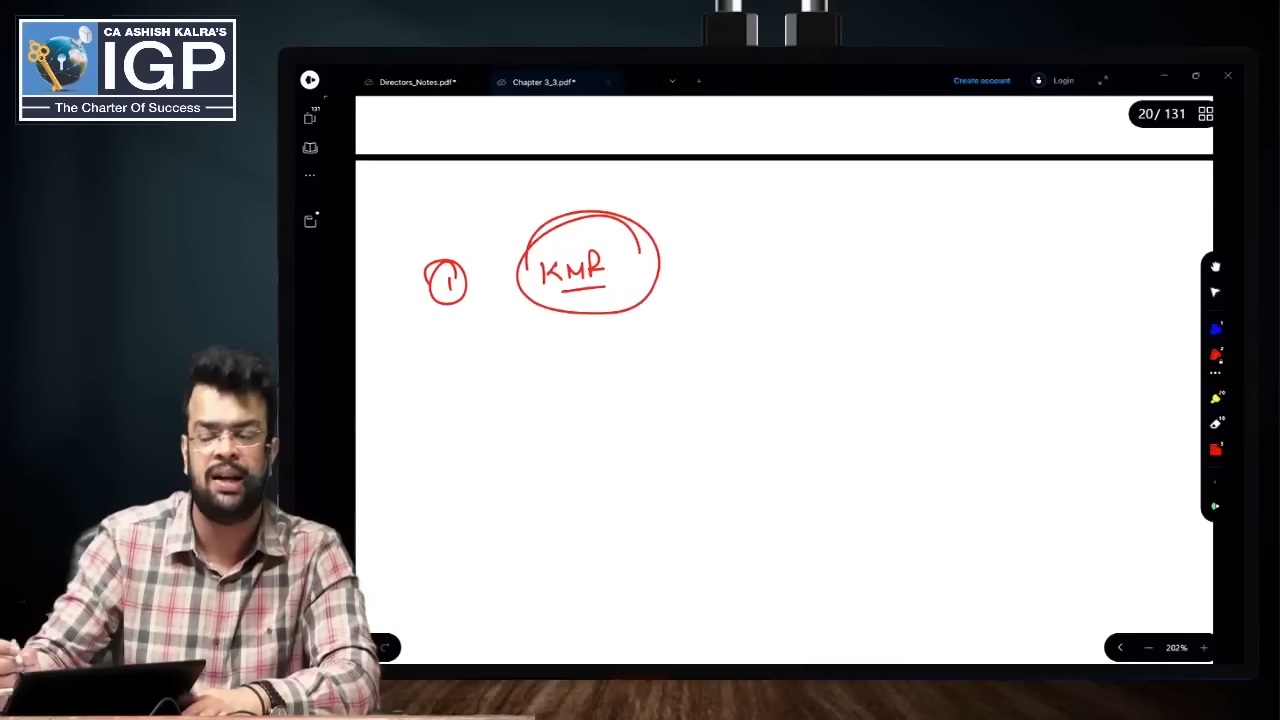 CA ASHISH KALRA'S
IGP
The Charter Of Success
Directors_Notes.pdf*
Chapter 3_3.pdf*
Create account
Login
131
20/ 131
① KMR
202%